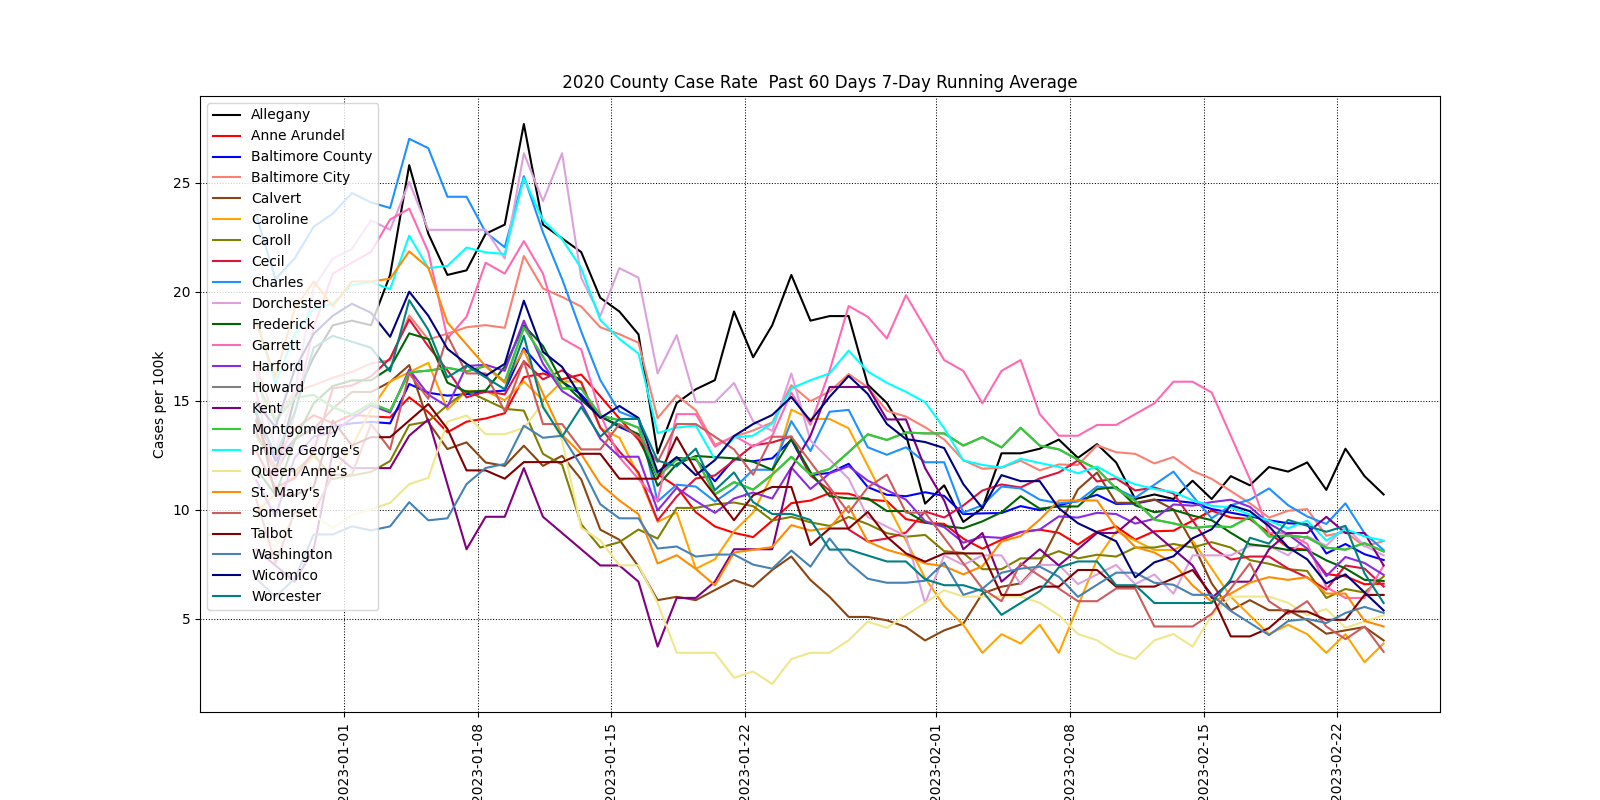 2020 County Case Rate  Past 60 Days 7-Day Running Average
Cases per 100k
25
20
15
10
5
Allegany
Anne Arundel
Baltimore County
Baltimore City
Calvert
Caroline
Caroll
Cecil
Charles
Dorchester
Frederick
Garrett
Harford
Howard
Kent
Montgomery
Prince George's
Queen Anne's
St. Mary's
Somerset
Talbot
Washington
Wicomico
Worcester
2023-01-01
2023-01-08
2023-01-15
2023-01-22
2023-02-01
2023-02-08
2023-02-15
2023-02-22